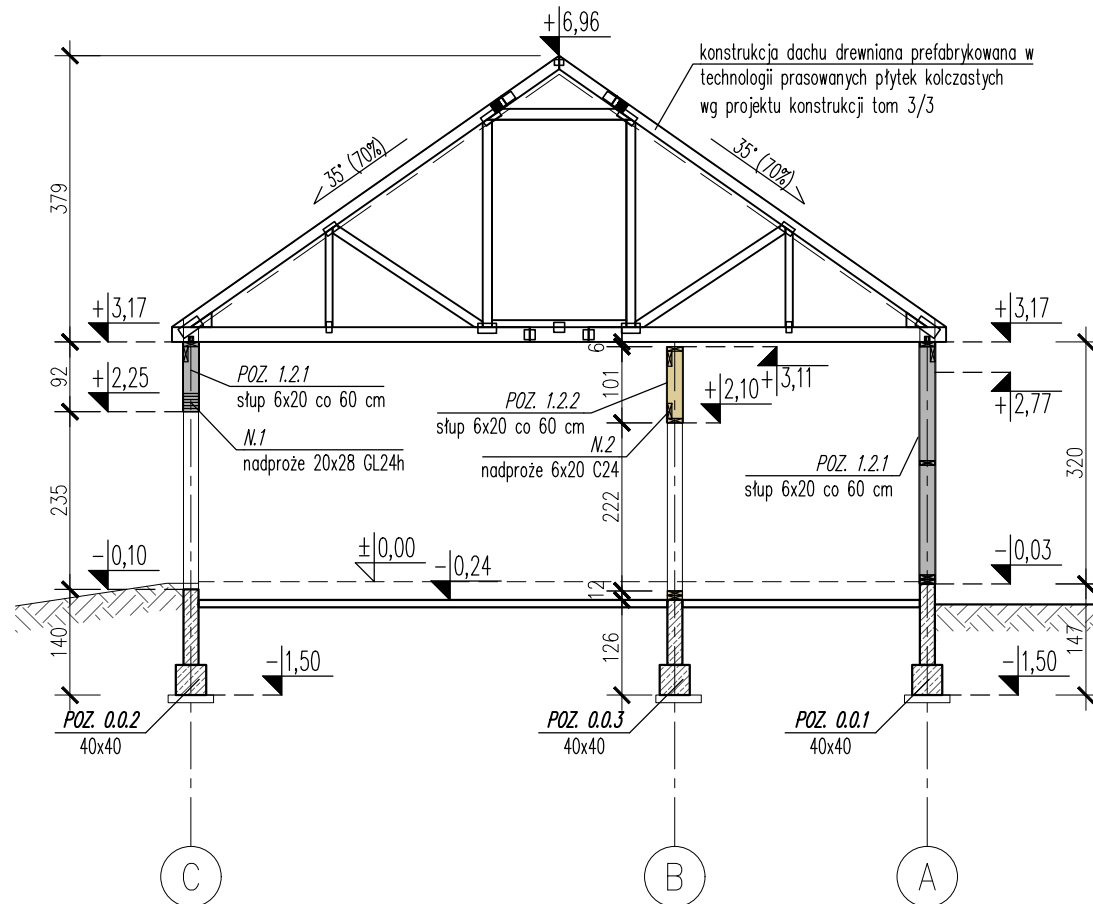 +6,96
konstrukcja dachu drewniana prefabrykowana w
technologii prasowanych płytek kolczastych
wg projektu konstrukcji tom 3/3
35° (70%)
35° (70%)
379
+3,17
+3,17
92
+2,25
POZ. 1.2.1
słup 6x20 co 60 cm
N.1
nadproże 20x28 GL24h
6
101
+3,11
+2,10
POZ. 1.2.2
słup 6x20 co 60 cm
N.2
nadproże 6x20 C24
+2,77
POZ. 1.2.1
słup 6x20 co 60 cm
320
235
222
-0,10
±0,00
-0,24
-0,03
12
140
126
147
-1,50
-1,50
POZ. 0.0.2
40x40
POZ. 0.0.3
40x40
POZ. 0.0.1
40x40
C
B
A